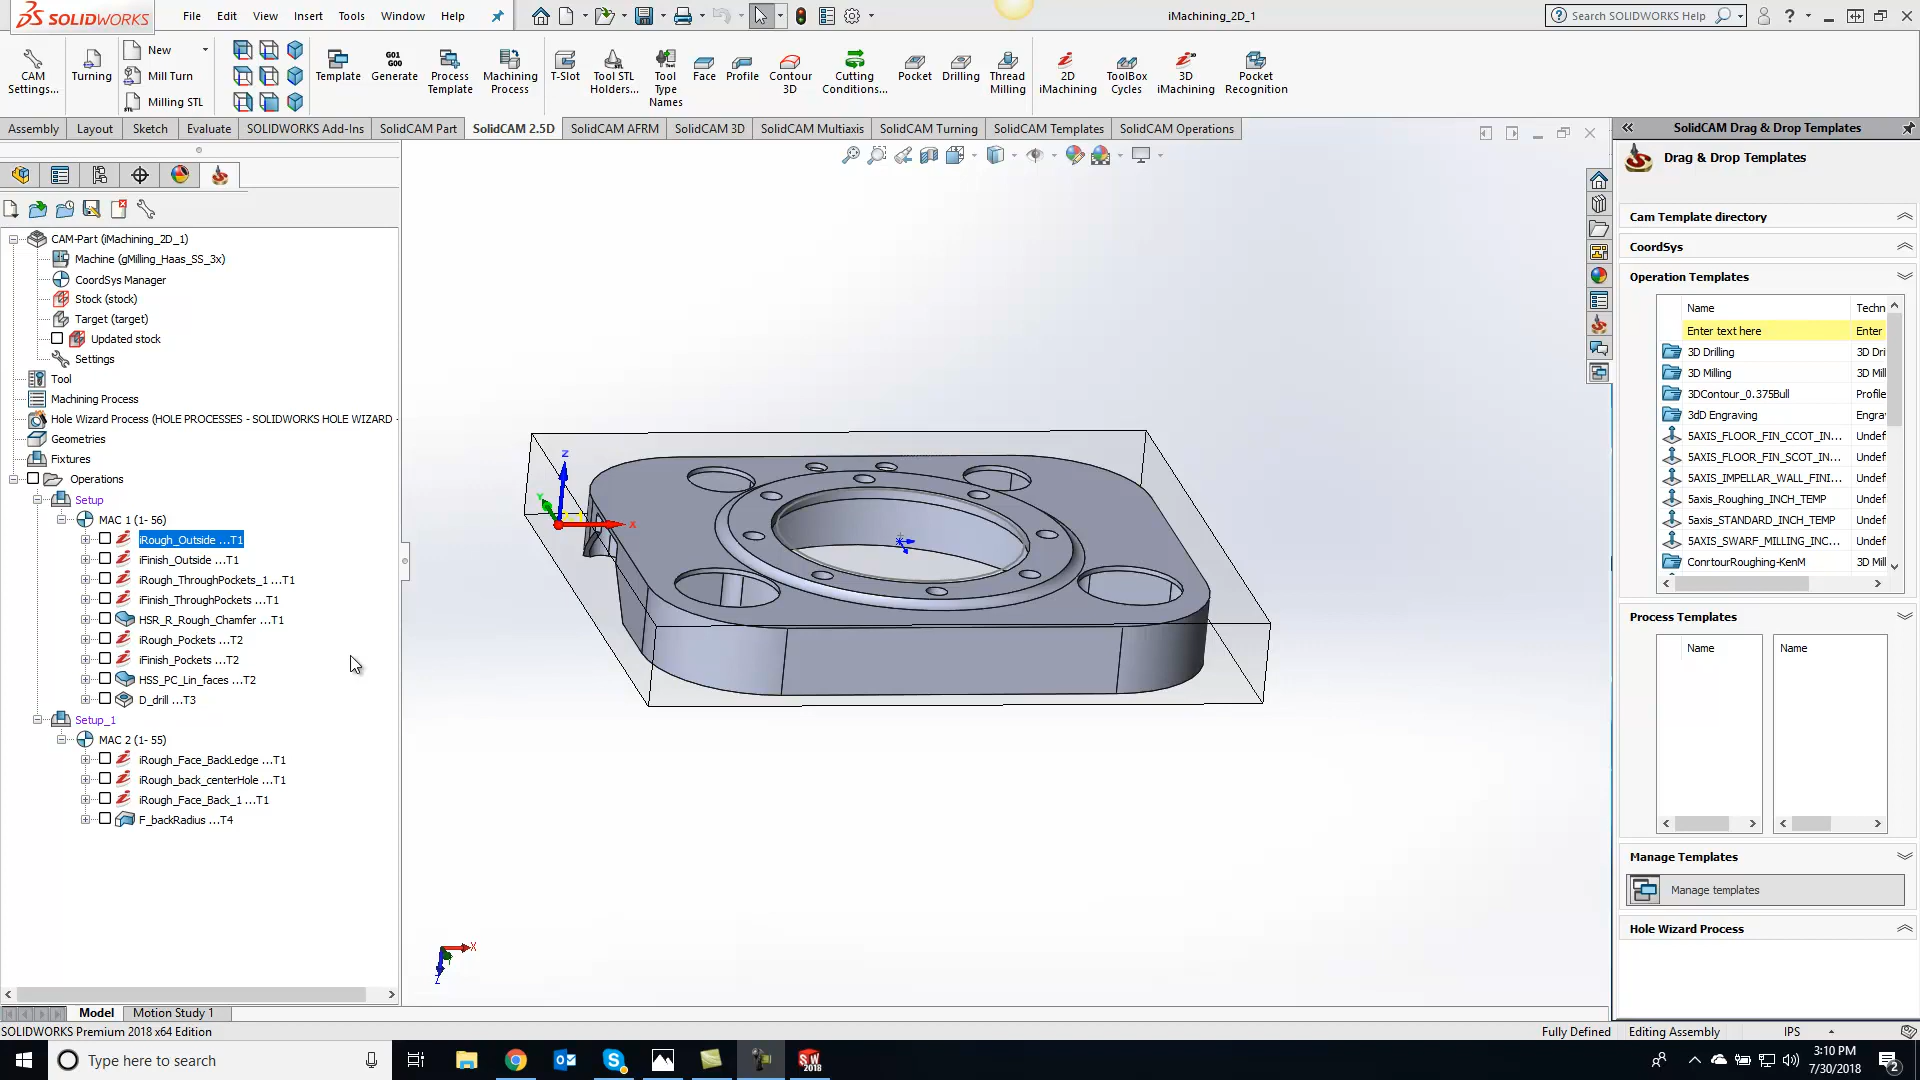 SOLIDWORKS File Edit View Insert Tools Window Help iMachining_2D_1 Search SOLIDWORKS Help
CAM Settings... Turning New Mill Turn Milling STL Template Generate Process Template Machining Process T-Slot Tool STL Holders... Tool Type Names Face Profile Contour 3D Cutting Conditions... Pocket Drilling Thread Milling 2D iMachining ToolBox Cycles 3D iMachining Pocket Recognition
G01
G00
Assembly Layout Sketch Evaluate SOLIDWORKS Add-Ins SolidCAM Part SolidCAM 2.5D SolidCAM AFRM SolidCAM 3D SolidCAM Multiaxis SolidCAM Turning SolidCAM Templates SolidCAM Operations
CAM-Part (iMachining_2D_1)
Machine (gMilling_Haas_SS_3x)
CoordSys Manager
Stock (stock)
Target (target)
Updated stock
Settings
Tool
Machining Process
Hole Wizard Process (HOLE PROCESSES - SOLIDWORKS HOLE WIZARD -
Geometries
Fixtures
Operations
Setup
MAC 1 (1- 56)
iRough_Outside ...T1
iFinish_Outside ...T1
iRough_ThroughPockets_1 ...T1
iFinish_ThroughPockets ...T1
HSR_R_Rough_Chamfer ...T1
iRough_Pockets ...T2
iFinish_Pockets ...T2
HSS_PC_Lin_faces ...T2
D_drill ...T3
Setup_1
MAC 2 (1- 55)
iRough_Face_BackLedge ...T1
iRough_back_centerHole ...T1
iRough_Face_Back_1 ...T1
F_backRadius ...T4
Z
Y
X
X
Z
SolidCAM Drag & Drop Templates
Drag & Drop Templates
Cam Template directory
CoordSys
Operation Templates
Name Techn
Enter text here Enter
3D Drilling 3D Dri
3D Milling 3D Mill
3DContour_0.375Bull Profile
3dD Engraving Engra
5AXIS_FLOOR_FIN_CCOT_IN... Undef
5AXIS_FLOOR_FIN_SCOT_IN... Undef
5AXIS_IMPELLAR_WALL_FINI... Undef
5axis_Roughing_INCH_TEMP Undef
5axis_STANDARD_INCH_TEMP Undef
5AXIS_SWARF_MILLING_INC... Undef
ConrtourRoughing-KenM 3D Mill
Process Templates
Name Name
Manage Templates
Manage templates
Hole Wizard Process
Model Motion Study 1
SOLIDWORKS Premium 2018 x64 Edition Fully Defined Editing Assembly IPS
Type here to search
SW
2018
3:10 PM
7/30/2018
2